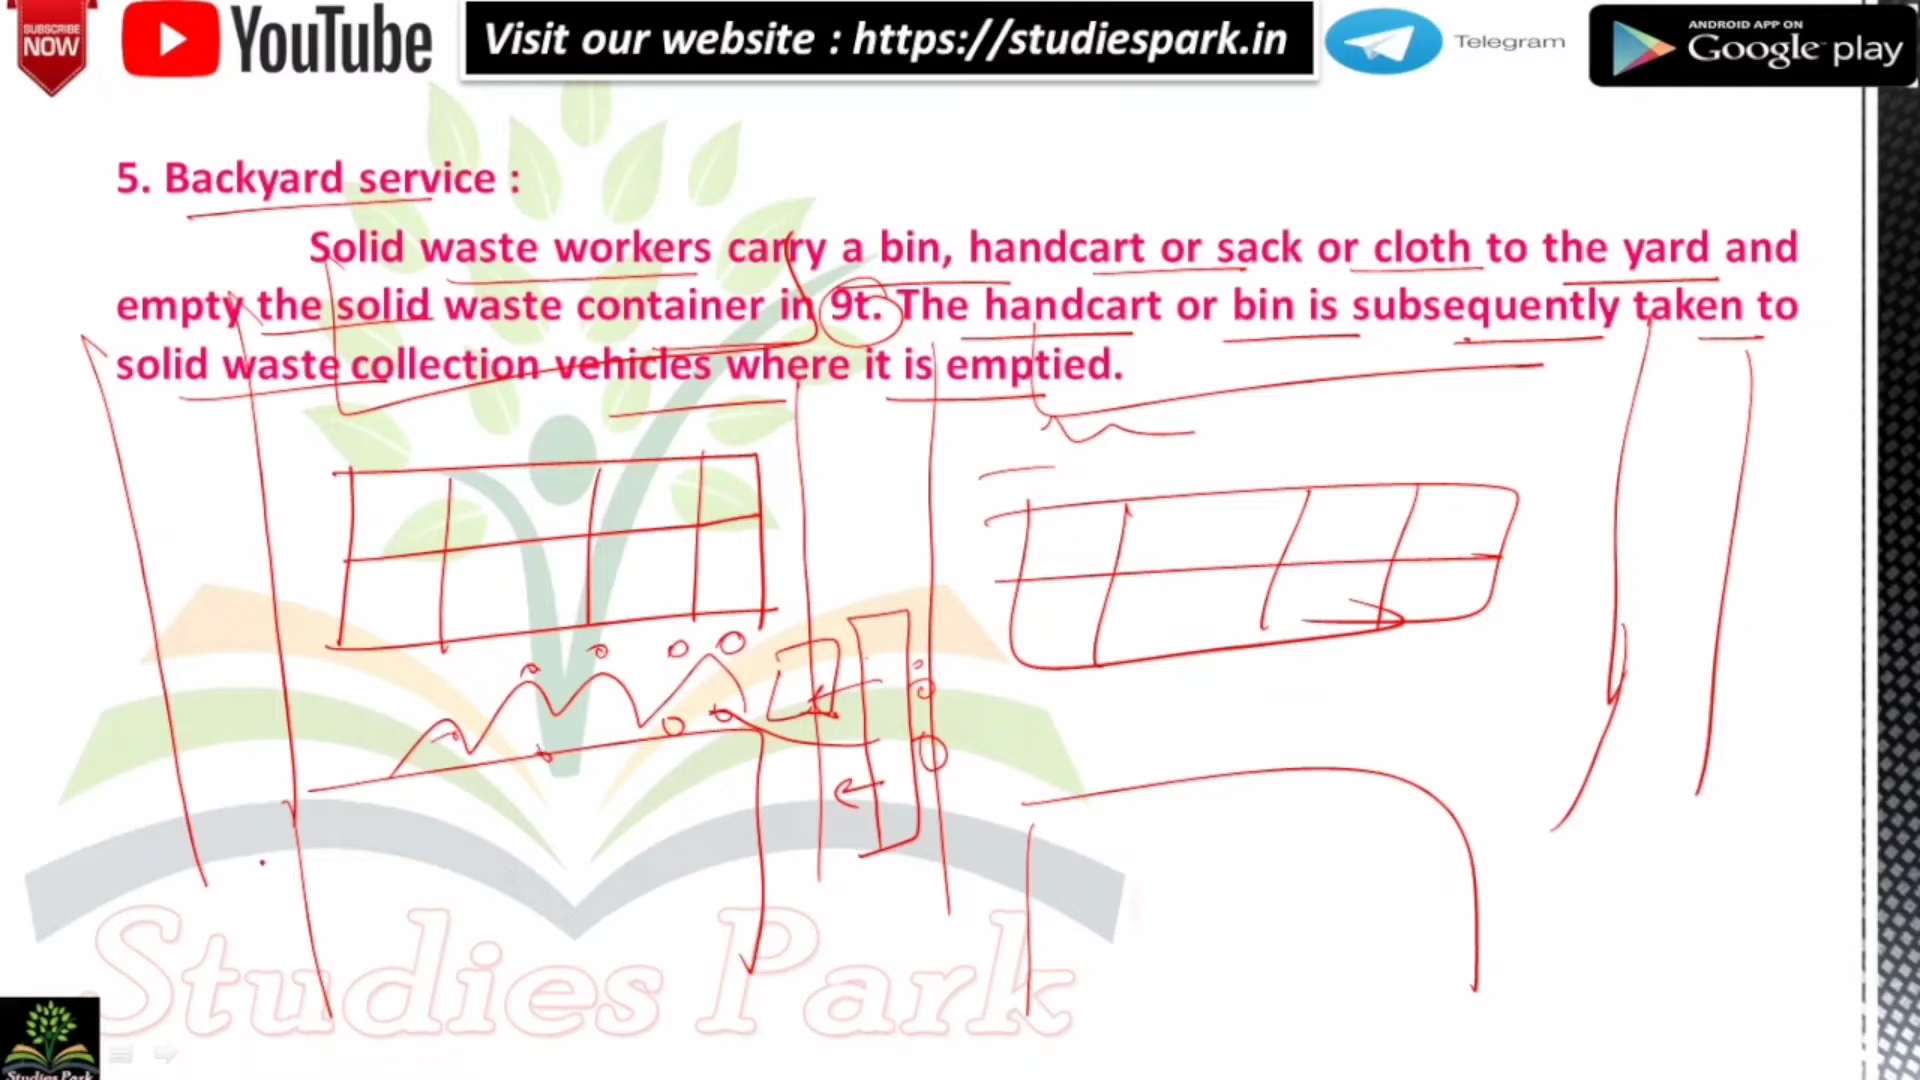 SUBSCRIBE
NOW
YouTube
Visit our website : https://studiespark.in
Telegram
ANDROID APP ON
Google play
5. Backyard service :
Solid waste workers carry a bin, handcart or sack or cloth to the yard and
empty the solid waste container in 9t. The handcart or bin is subsequently taken to
solid waste collection vehicles where it is emptied.
Studies Park
Studies Park